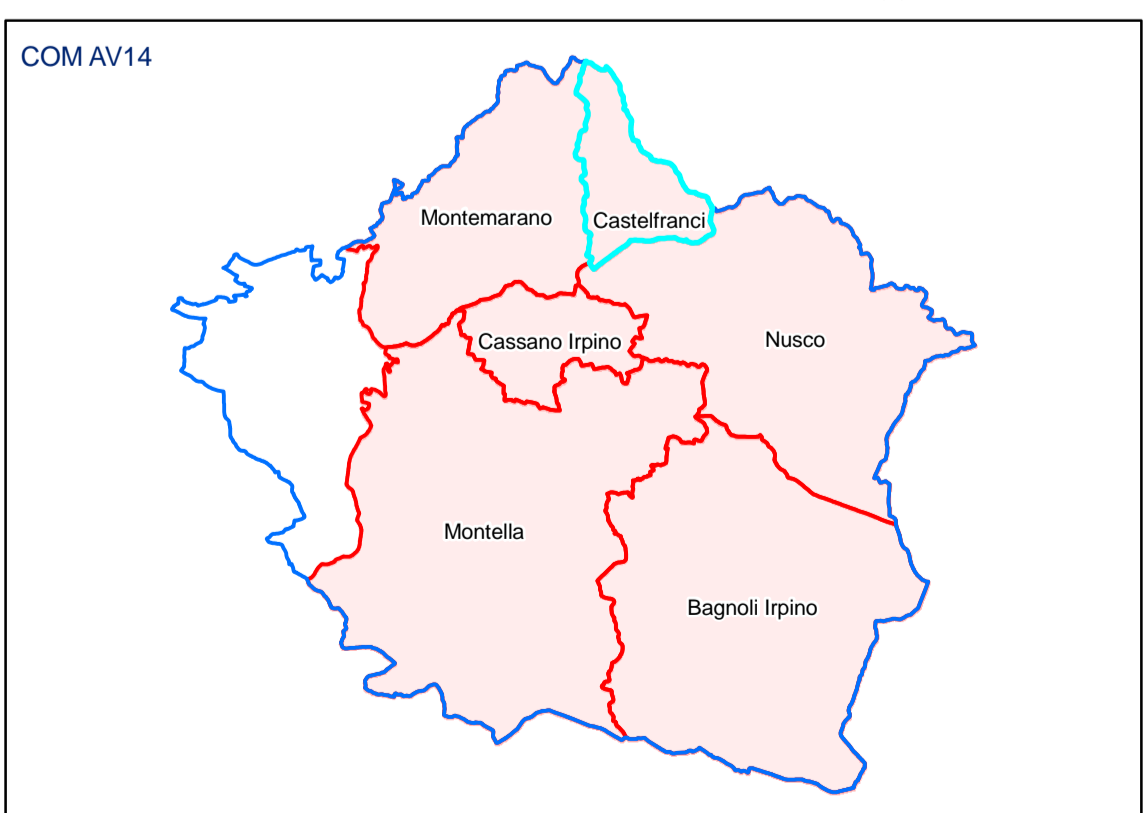 COM AV14
Montemarano
Castelfranci
Cassano Irpino
Nusco
Montella
Bagnoli Irpino